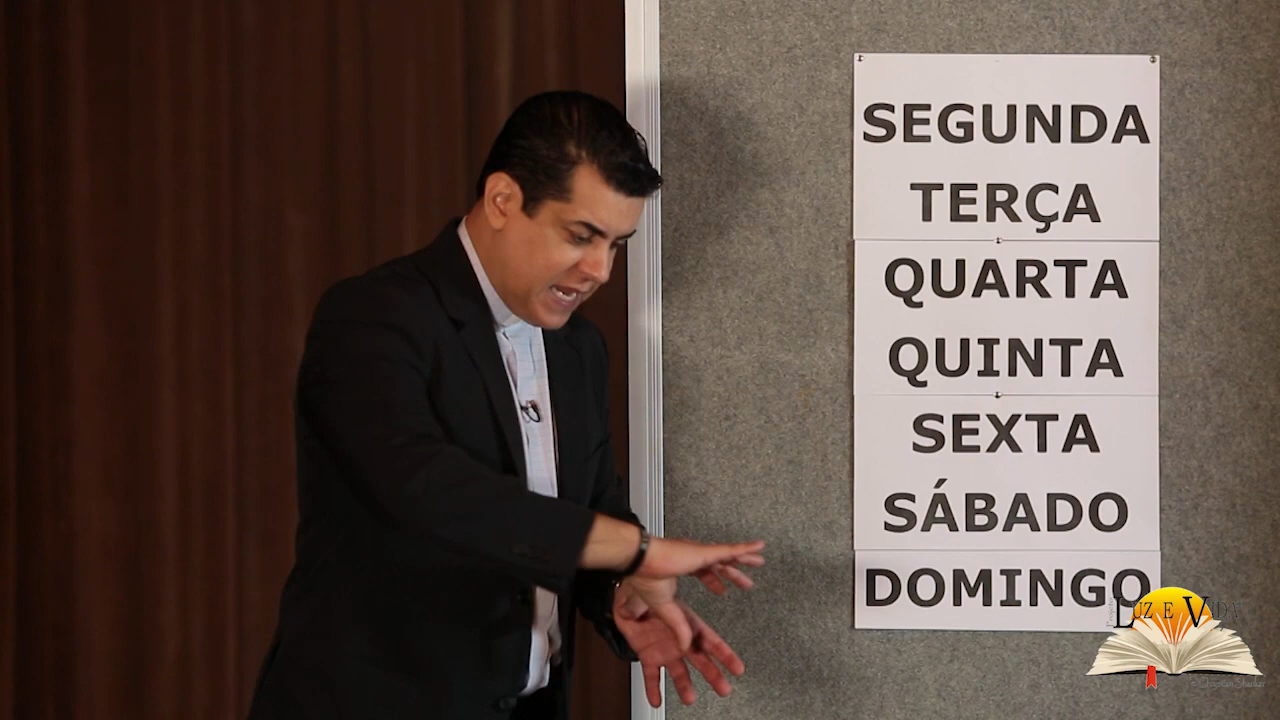 SEGUNDA
TERÇA
QUARTA
QUINTA
SEXTA
SÁBADO
DOMINGO
LUZ E VIDA